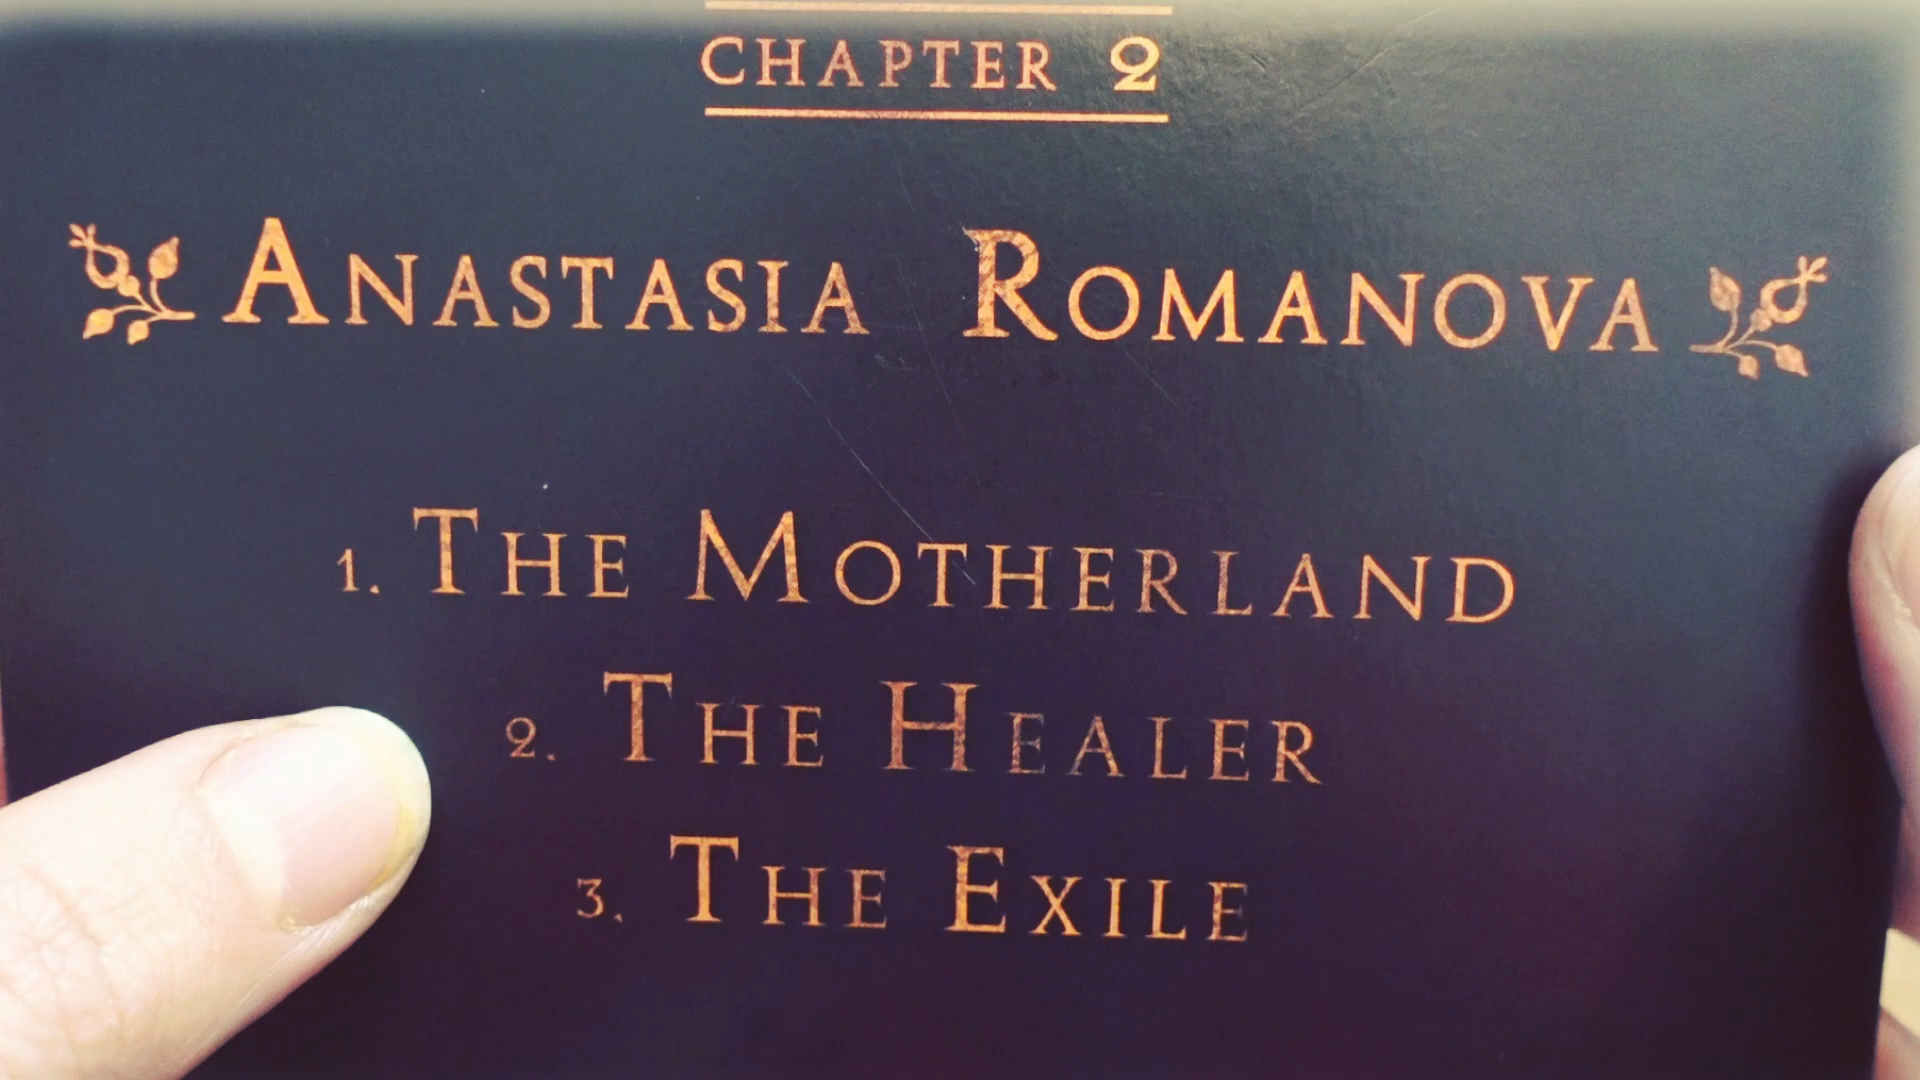 CHAPTER 2
ANASTASIA ROMANOVA
1. THE MOTHERLAND
2. THE HEALER
3. THE EXILE